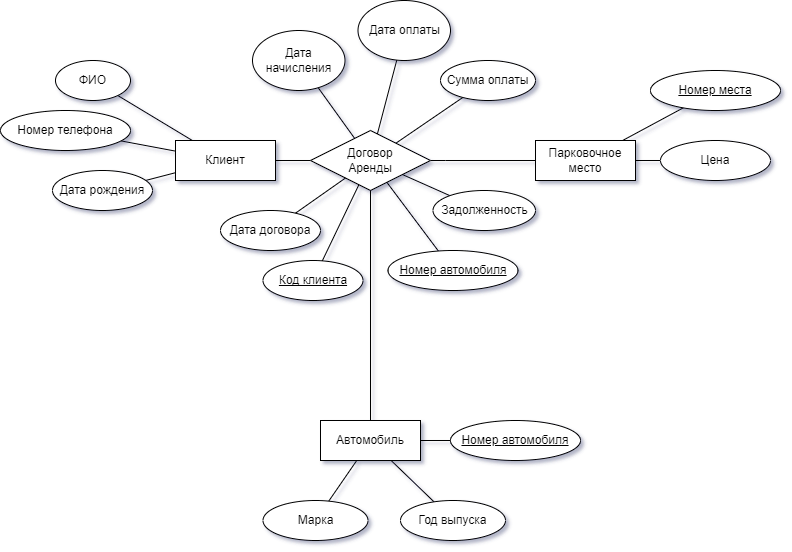 Дата оплаты
Дата
начисления
ФИО
Сумма оплаты
Номер места
Номер телефона
Клиент
Договор
Аренды
Парковочное
место
Цена
Дата рождения
Задолженность
Дата договора
Код клиента
Номер автомобиля
Автомобиль
Номер автомобиля
Марка
Год выпуска